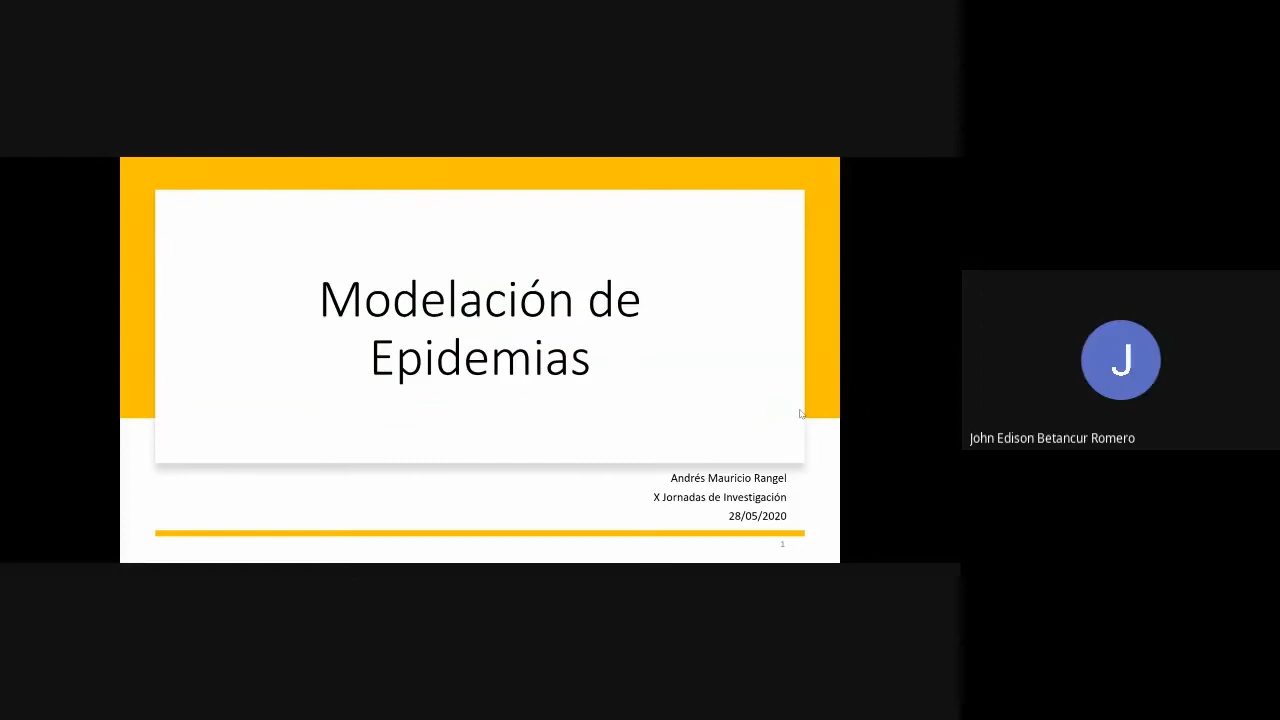 Modelación de
Epidemias
Andrés Mauricio Rangel
X Jornadas de Investigación
28/05/2020
1
J
John Edison Betancur Romero